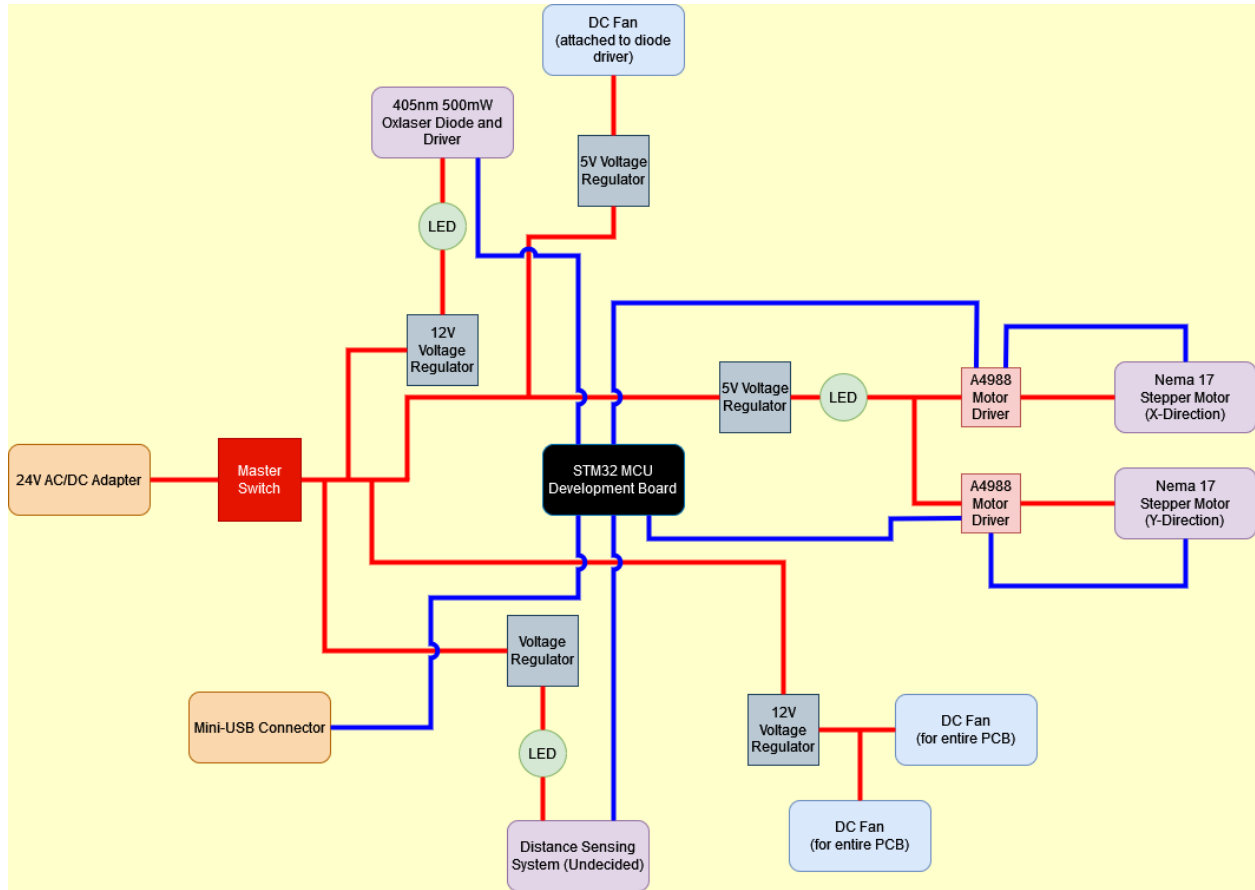 DC Fan
(attached to diode
driver)
405nm 500mW
Oxlaser Diode and
Driver
5V Voltage
Regulator
LED
12V
Voltage
Regulator
5V Voltage
Regulator
LED
A4988
Motor
Driver
Nema 17
Stepper Motor
(X-Direction)
24V AC/DC Adapter
Master
Switch
STM32 MCU
Development Board
A4988
Motor
Driver
Nema 17
Stepper Motor
(Y-Direction)
Voltage
Regulator
Mini-USB Connector
LED
12V
Voltage
Regulator
DC Fan
(for entire PCB)
Distance Sensing
System (Undecided)
DC Fan
(for entire PCB)